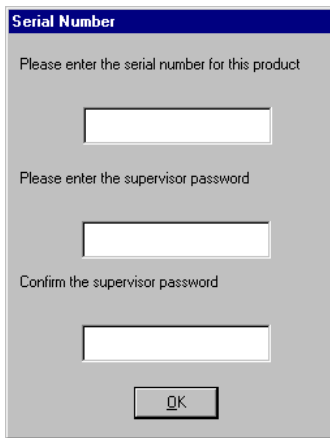 Serial Number
Please enter the serial number for this product
Please enter the supervisor password
Confirm the supervisor password
OK